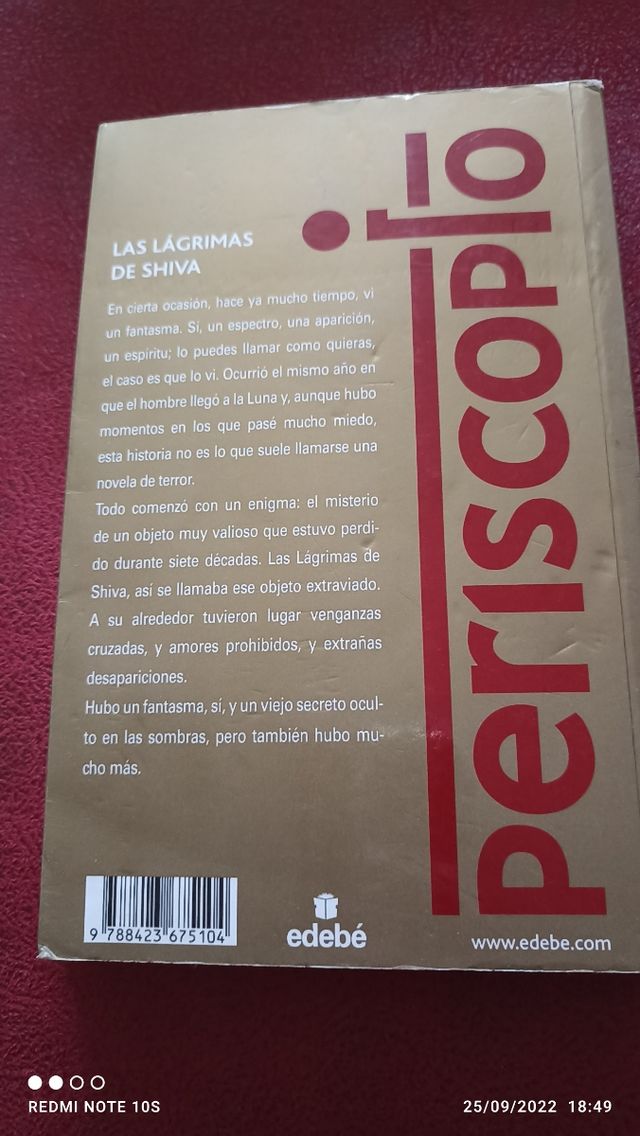 LAS LÁGRIMAS
DE SHIVA
En cierta ocasión, hace ya mucho tiempo, vi
un fantasma. Sí, un espectro, una aparición,
un espíritu; lo puedes llamar como quieras,
el caso es que lo vi. Ocurrió el mismo año en
que el hombre llegó a la Luna y, aunque hubo
momentos en los que pasé mucho miedo,
esta historia no es lo que suele llamarse una
novela de terror.
Todo comenzó con un enigma: el misterio
de un objeto muy valioso que estuvo perdi-
do durante siete décadas. Las Lágrimas de
Shiva, así se llamaba ese objeto extraviado.
A su alrededor tuvieron lugar venganzas
cruzadas, y amores prohibidos, y extrañas
desapariciones.
Hubo un fantasma, sí, y un viejo secreto ocul-
to en las sombras, pero también hubo mu-
cho más.
periscopio
9 788423 675104
edebé
www.edebe.com
REDMI NOTE 10S
25/09/2022 18:49